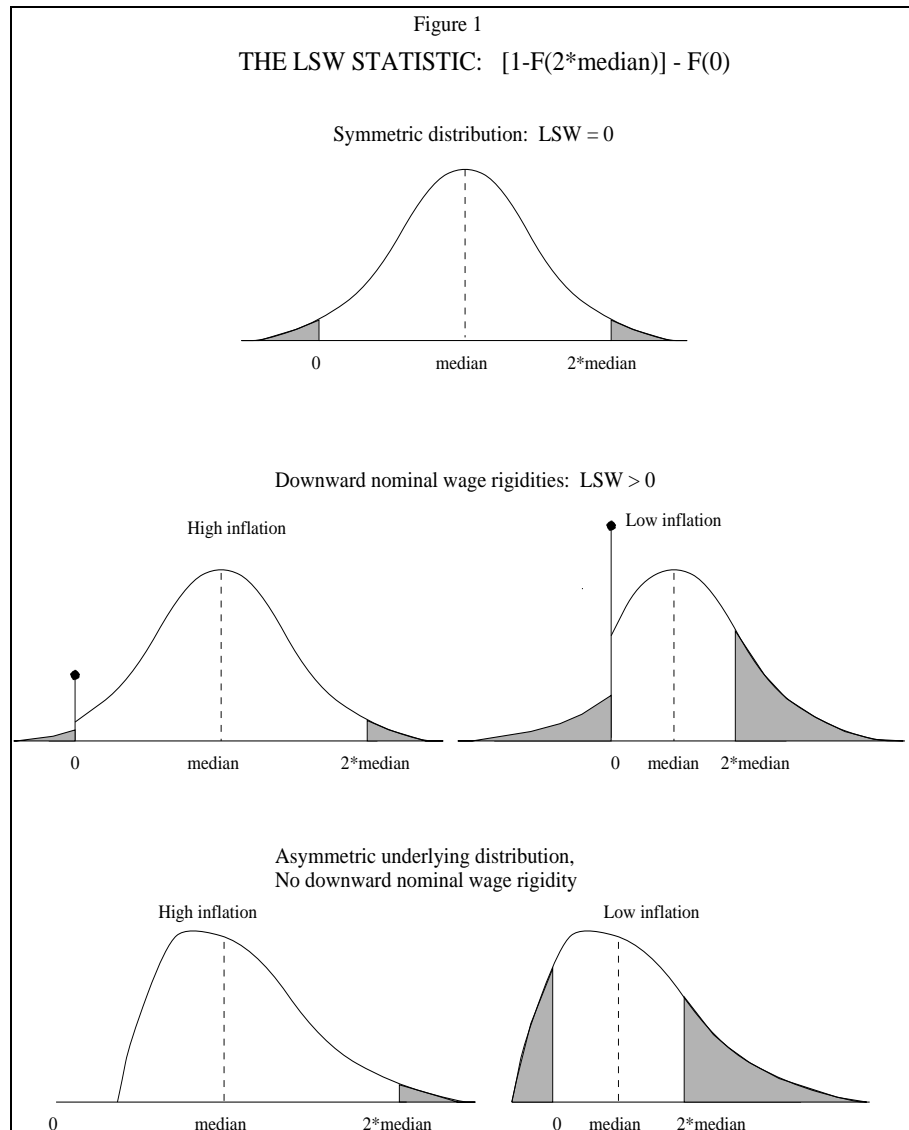 Figure 1
THE LSW STATISTIC: [1-F(2*median)] - F(0)
Symmetric distribution: LSW = 0
0 median 2*median
Downward nominal wage rigidities: LSW > 0
High inflation Low inflation
0 median 2*median 0 median 2*median
Asymmetric underlying distribution,
No downward nominal wage rigidity
High inflation Low inflation
0 median 2*median 0 median 2*median